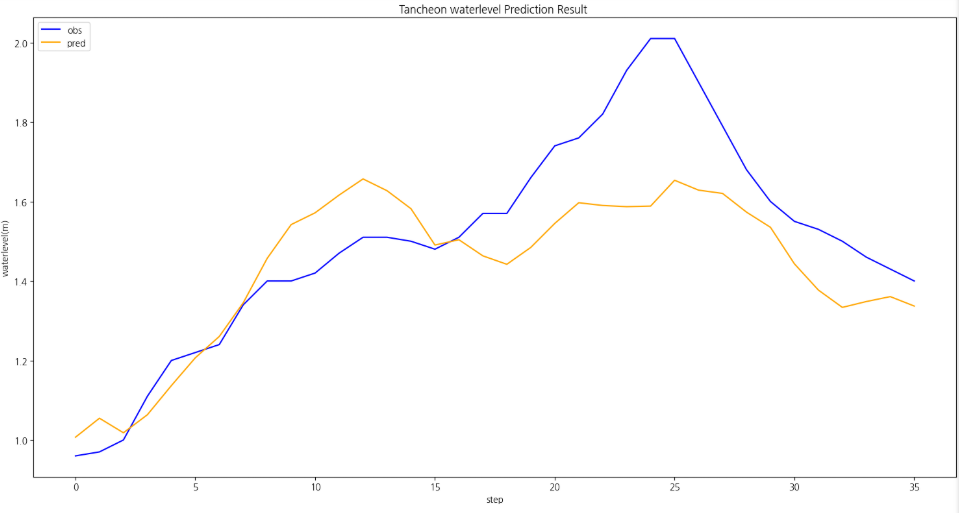 Tancheon waterlevel Prediction Result
obs
pred
2.0
1.8
1.6
1.4
1.2
1.0
waterlevel(m)
0 5 10 15 20 25 30 35
step